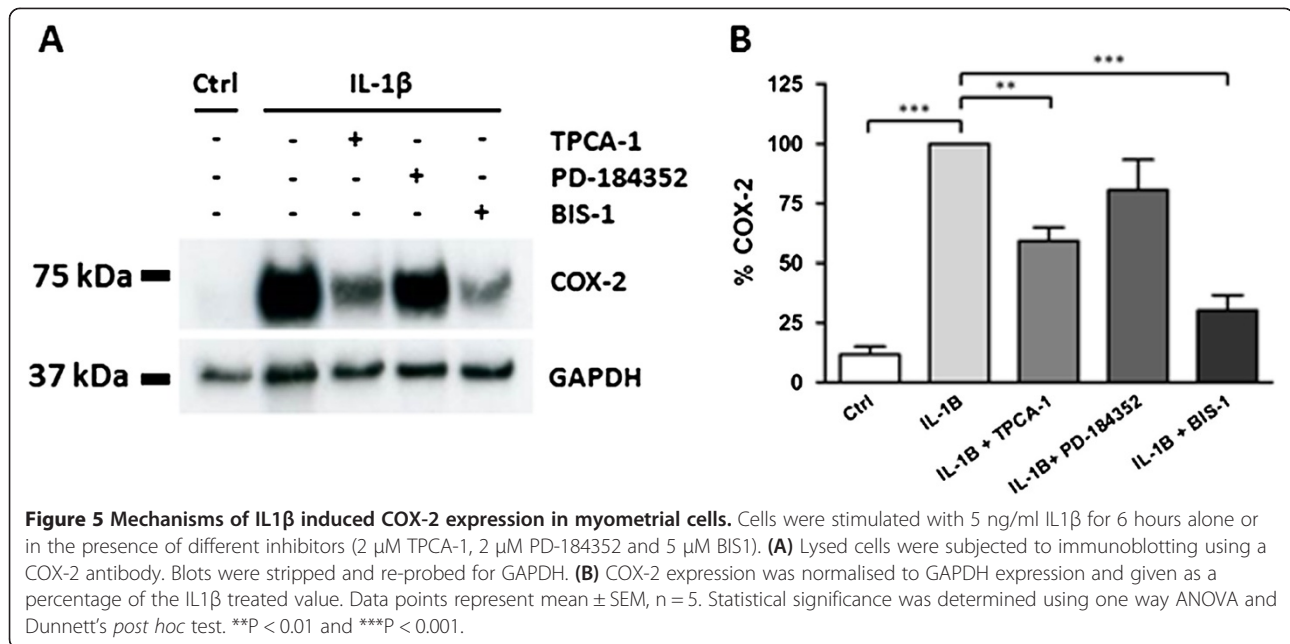 A
Ctrl IL-1β
- - + - - TPCA-1
- - - + - PD-184352
- - - - + BIS-1
75 kDa COX-2
37 kDa GAPDH
B
% COX-2
125
100
75
50
25
0
*** ** ***
Ctrl
IL-1B
IL-1B + TPCA-1
IL-1B+ PD-184352
IL-1B + BIS-1
Figure 5 Mechanisms of IL1β induced COX-2 expression in myometrial cells. Cells were stimulated with 5 ng/ml IL1β for 6 hours alone or
in the presence of different inhibitors (2 μM TPCA-1, 2 μM PD-184352 and 5 μM BIS1). (A) Lysed cells were subjected to immunoblotting using a
COX-2 antibody. Blots were stripped and re-probed for GAPDH. (B) COX-2 expression was normalised to GAPDH expression and given as a
percentage of the IL1β treated value. Data points represent mean ± SEM, n = 5. Statistical significance was determined using one way ANOVA and
Dunnett's post hoc test. **P < 0.01 and ***P < 0.001.